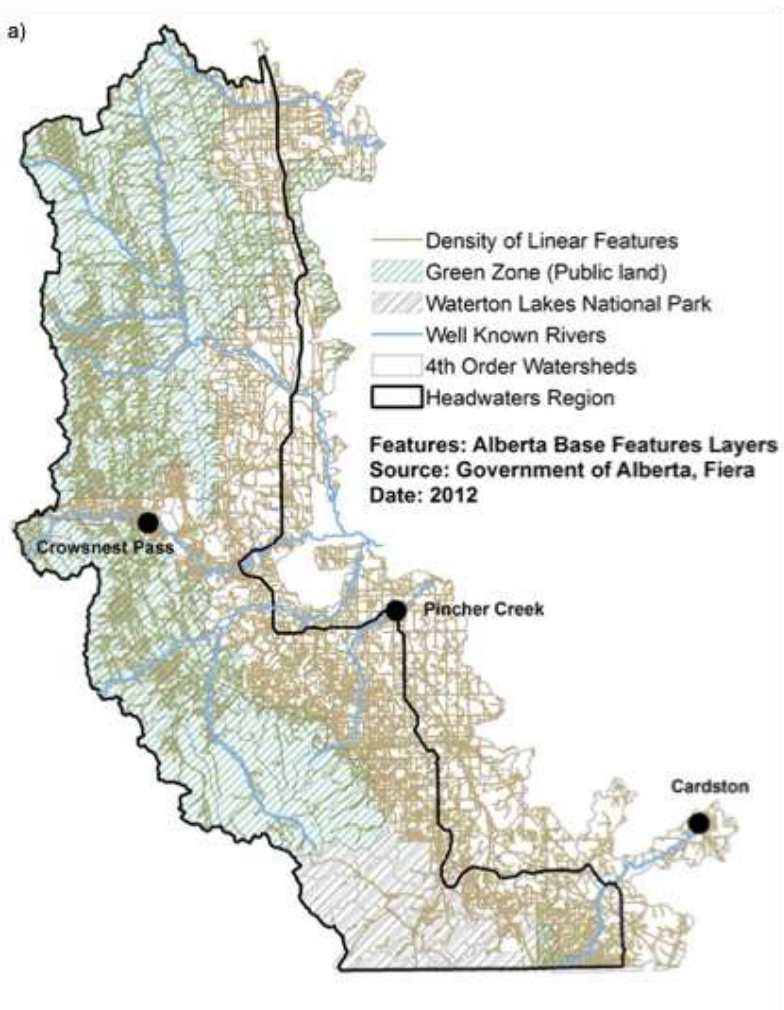 a)
Density of Linear Features
Green Zone (Public land)
Waterton Lakes National Park
Well Known Rivers
4th Order Watersheds
Headwaters Region
Features: Alberta Base Features Layers
Source: Government of Alberta, Fiera
Date: 2012
Crowsnest Pass
Pincher Creek
Cardston